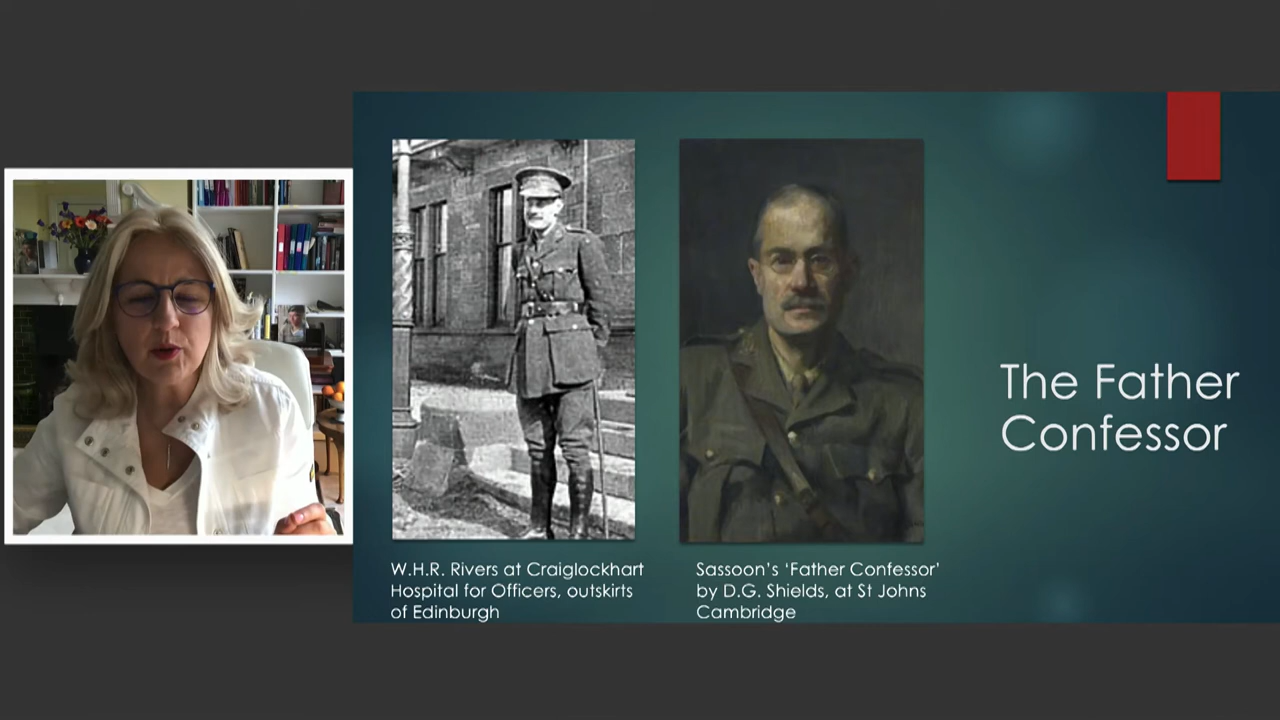 W.H.R. Rivers at Craiglockhart
Hospital for Officers, outskirts
of Edinburgh
Sassoon's 'Father Confessor'
by D.G. Shields, at St Johns
Cambridge
The Father
Confessor